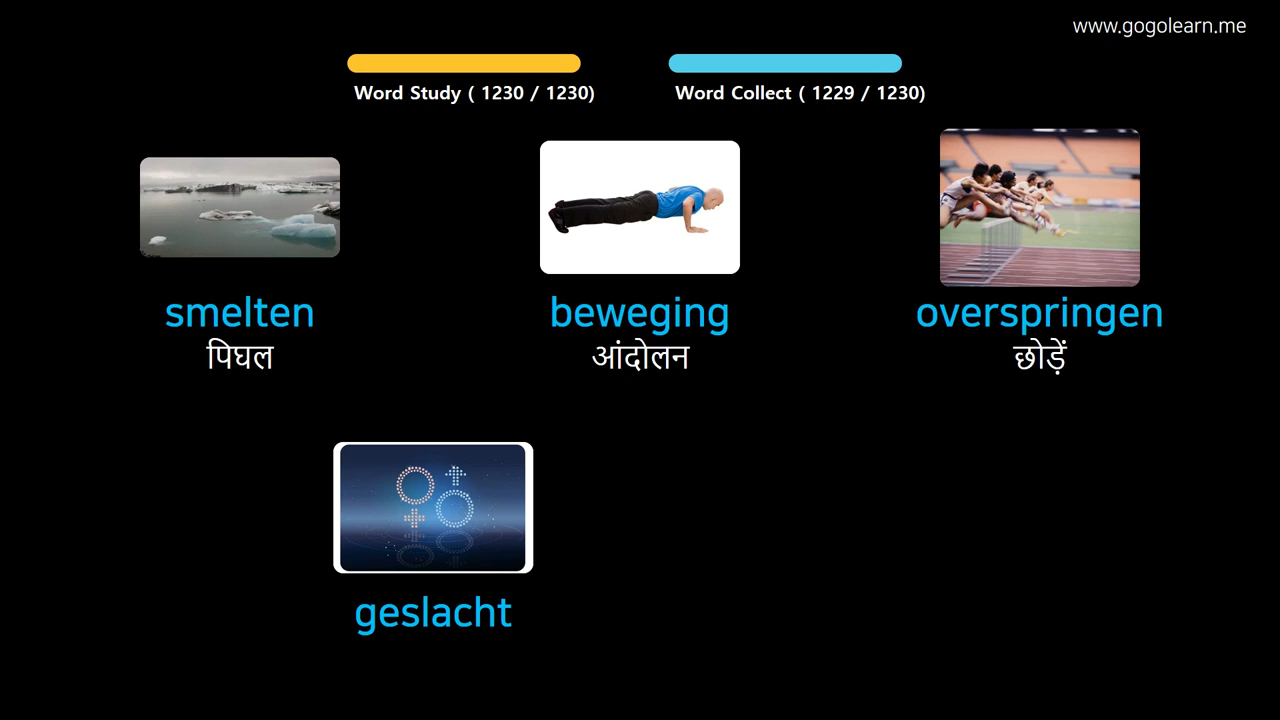 www.gogolearn.me
Word Study ( 1230 / 1230)
Word Collect ( 1229 / 1230)
smelten
पिघल
beweging
आंदोलन
overspringen
छोड़ें
geslacht